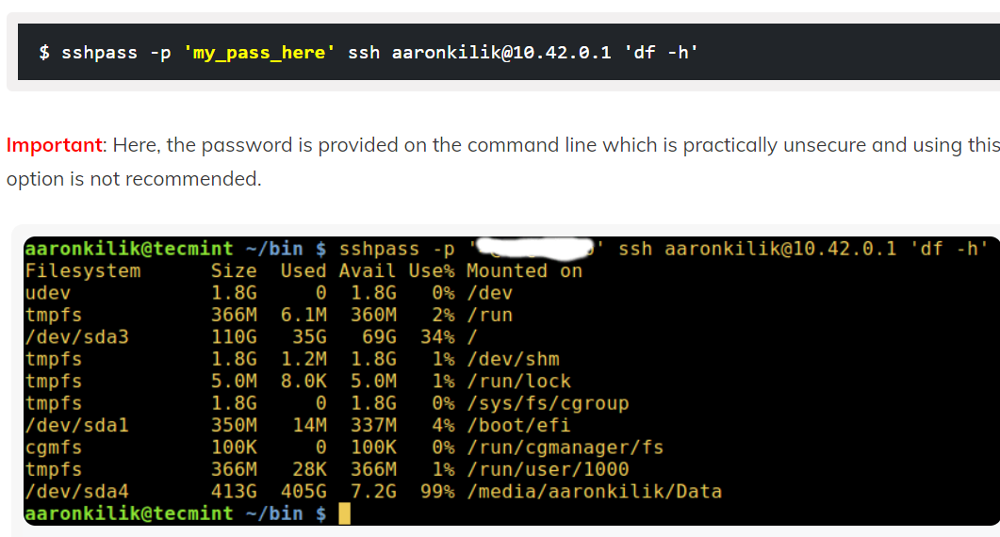 $ sshpass -p 'my_pass_here' ssh aaronkilik@10.42.0.1 'df -h'
Important: Here, the password is provided on the command line which is practically unsecure and using this
option is not recommended.
aaronkilik@tecmint ~/bin $ sshpass -p ' ' ssh aaronkilik@10.42.0.1 'df -h'
Filesystem Size Used Avail Use% Mounted on
udev 1.8G 0 1.8G 0% /dev
tmpfs 366M 6.1M 360M 2% /run
/dev/sda3 110G 35G 69G 34% /
tmpfs 1.8G 1.2M 1.8G 1% /dev/shm
tmpfs 5.0M 8.0K 5.0M 1% /run/lock
tmpfs 1.8G 0 1.8G 0% /sys/fs/cgroup
/dev/sda1 350M 14M 337M 4% /boot/efi
cgmfs 100K 0 100K 0% /run/cgmanager/fs
tmpfs 366M 28K 366M 1% /run/user/1000
/dev/sda4 413G 405G 7.2G 99% /media/aaronkilik/Data
aaronkilik@tecmint ~/bin $